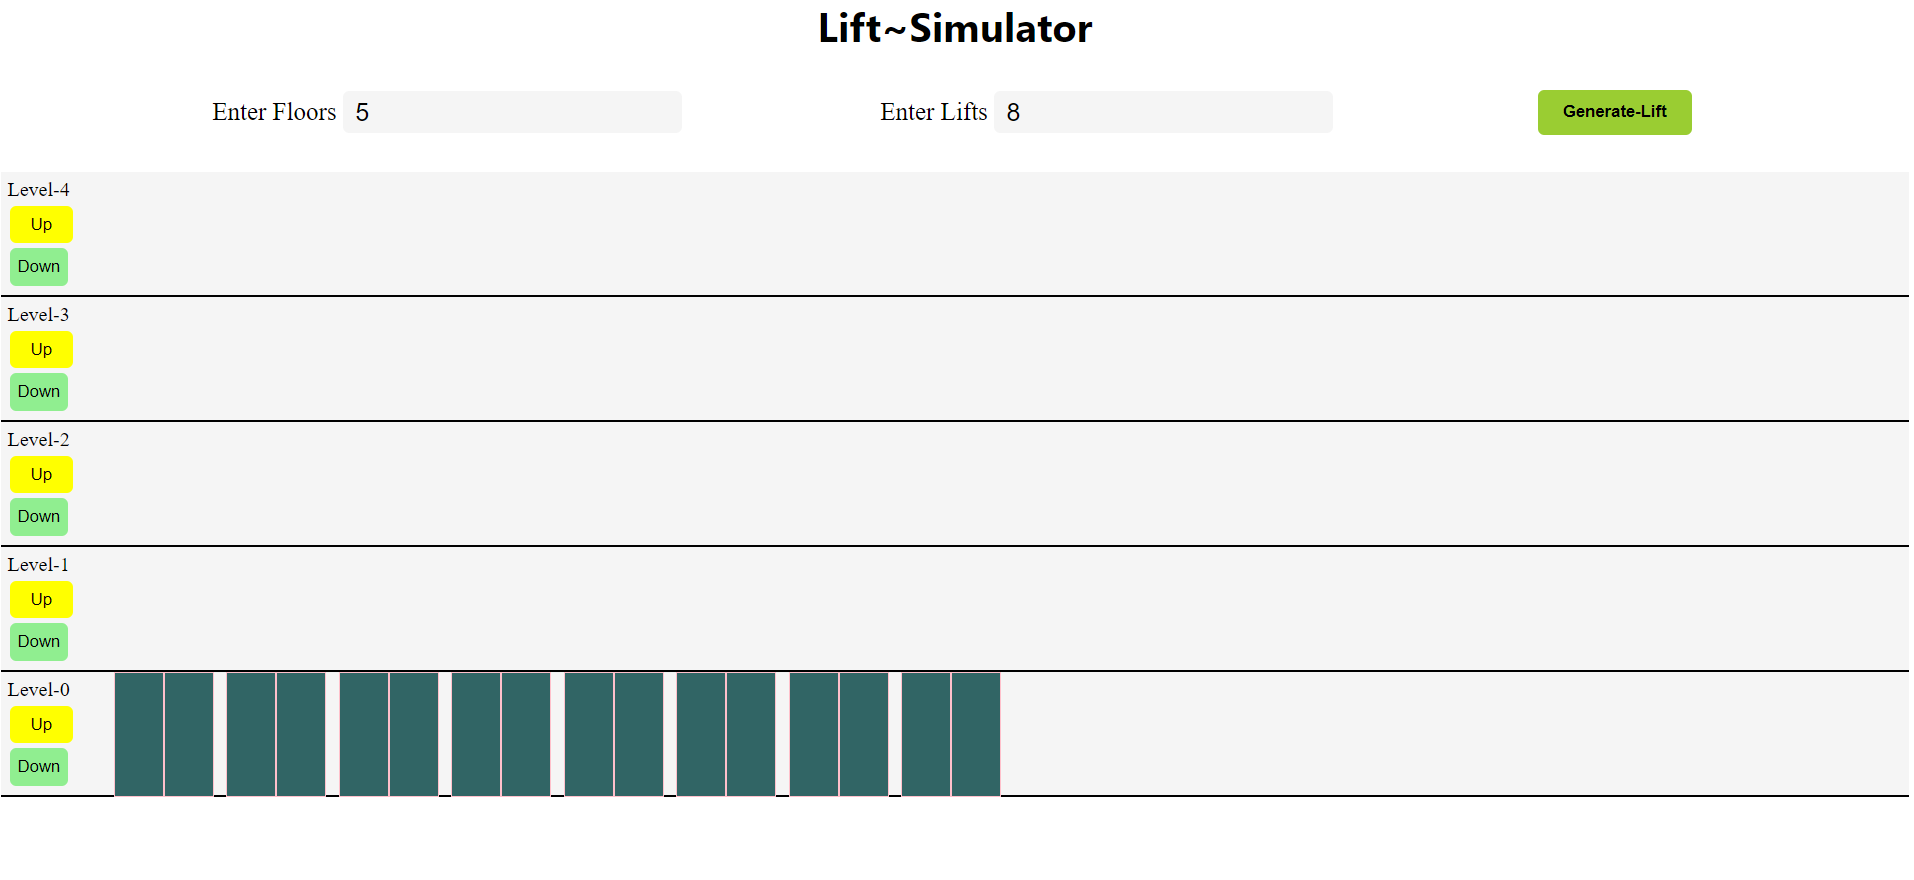 Lift~Simulator
Enter Floors 5 Enter Lifts 8 Generate-Lift
Level-4
Up
Down
Level-3
Up
Down
Level-2
Up
Down
Level-1
Up
Down
Level-0
Up
Down